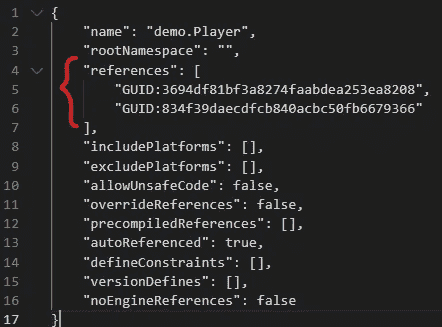 1 {
2 "name": "demo.Player",
3 "rootNamespace": "",
4 "references": [
5 "GUID:3694df81bf3a8274faabdea253ea8208",
6 "GUID:834f39daecdfcb840acbc50fb6679366"
7 ],
8 "includePlatforms": [],
9 "excludePlatforms": [],
10 "allowUnsafeCode": false,
11 "overrideReferences": false,
12 "precompiledReferences": [],
13 "autoReferenced": true,
14 "defineConstraints": [],
15 "versionDefines": [],
16 "noEngineReferences": false
17 }